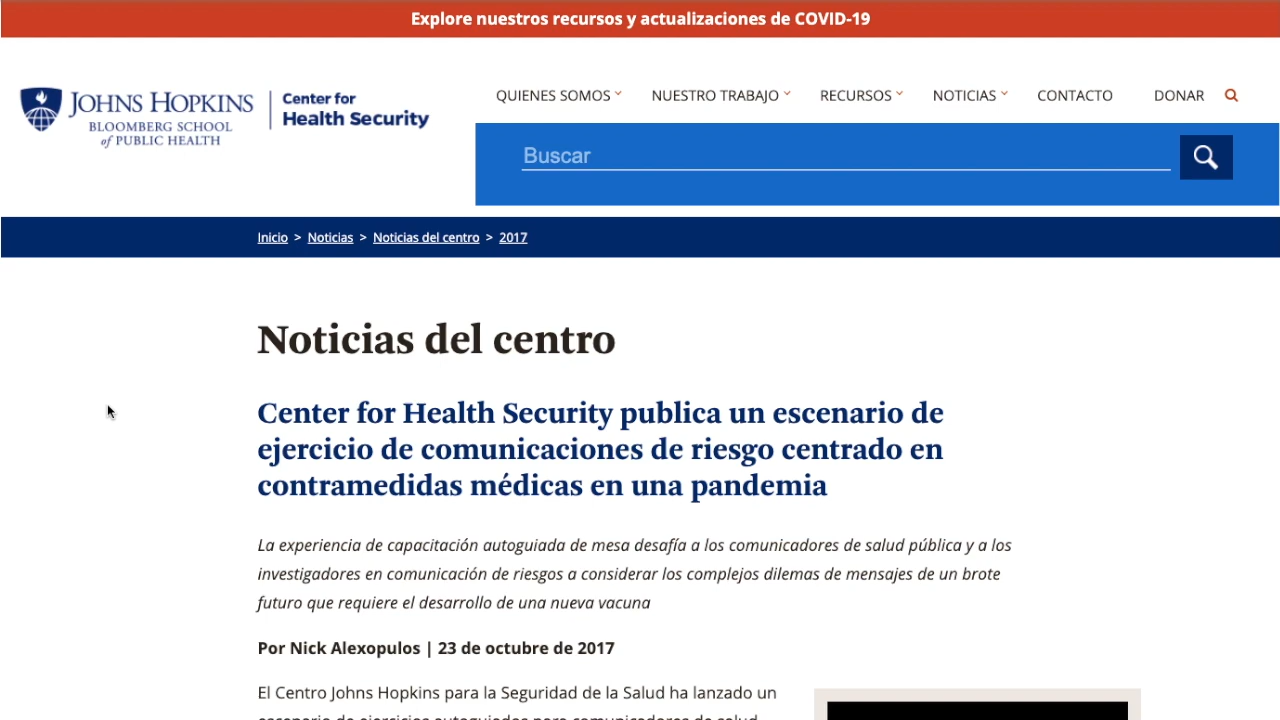 Explore nuestros recursos y actualizaciones de COVID-19
JOHNS HOPKINS
BLOOMBERG SCHOOL
of PUBLIC HEALTH
Center for
Health Security
QUIENES SOMOS
NUESTRO TRABAJO
RECURSOS
NOTICIAS
CONTACTO
DONAR
Buscar
Inicio > Noticias > Noticias del centro > 2017
Noticias del centro
Center for Health Security publica un escenario de
ejercicio de comunicaciones de riesgo centrado en
contramedidas médicas en una pandemia
La experiencia de capacitación autoguiada de mesa desafía a los comunicadores de salud pública y a los
investigadores en comunicación de riesgos a considerar los complejos dilemas de mensajes de un brote
futuro que requiere el desarrollo de una nueva vacuna
Por Nick Alexopulos | 23 de octubre de 2017
El Centro Johns Hopkins para la Seguridad de la Salud ha lanzado un